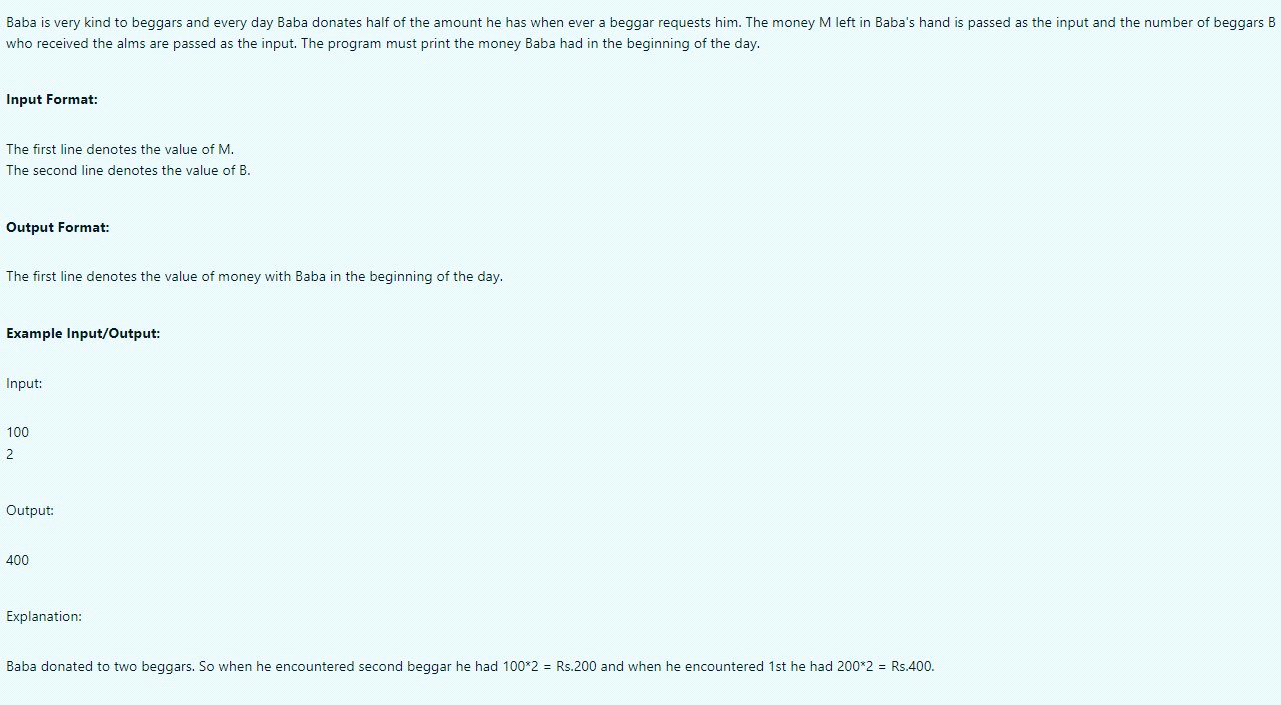 Baba is very kind to beggars and every day Baba donates half of the amount he has when ever a beggar requests him. The money M left in Baba's hand is passed as the input and the number of beggars B
who received the alms are passed as the input. The program must print the money Baba had in the beginning of the day.
Input Format:
The first line denotes the value of M.
The second line denotes the value of B.
Output Format:
The first line denotes the value of money with Baba in the beginning of the day.
Example Input/Output:
Input:
100
2
Output:
400
Explanation:
Baba donated to two beggars. So when he encountered second beggar he had 100*2 = Rs.200 and when he encountered 1st he had 200*2 = Rs.400.